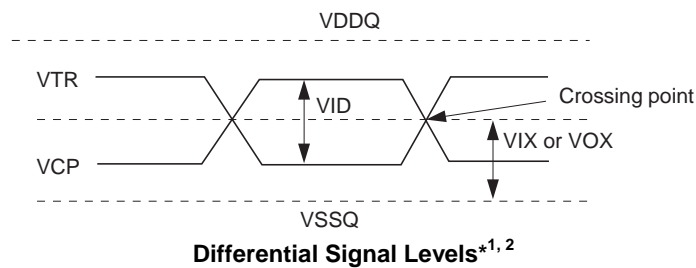 VDDQ
VTR
Crossing point
VID
VIX or VOX
VCP
VSSQ
Differential Signal Levels*1, 2